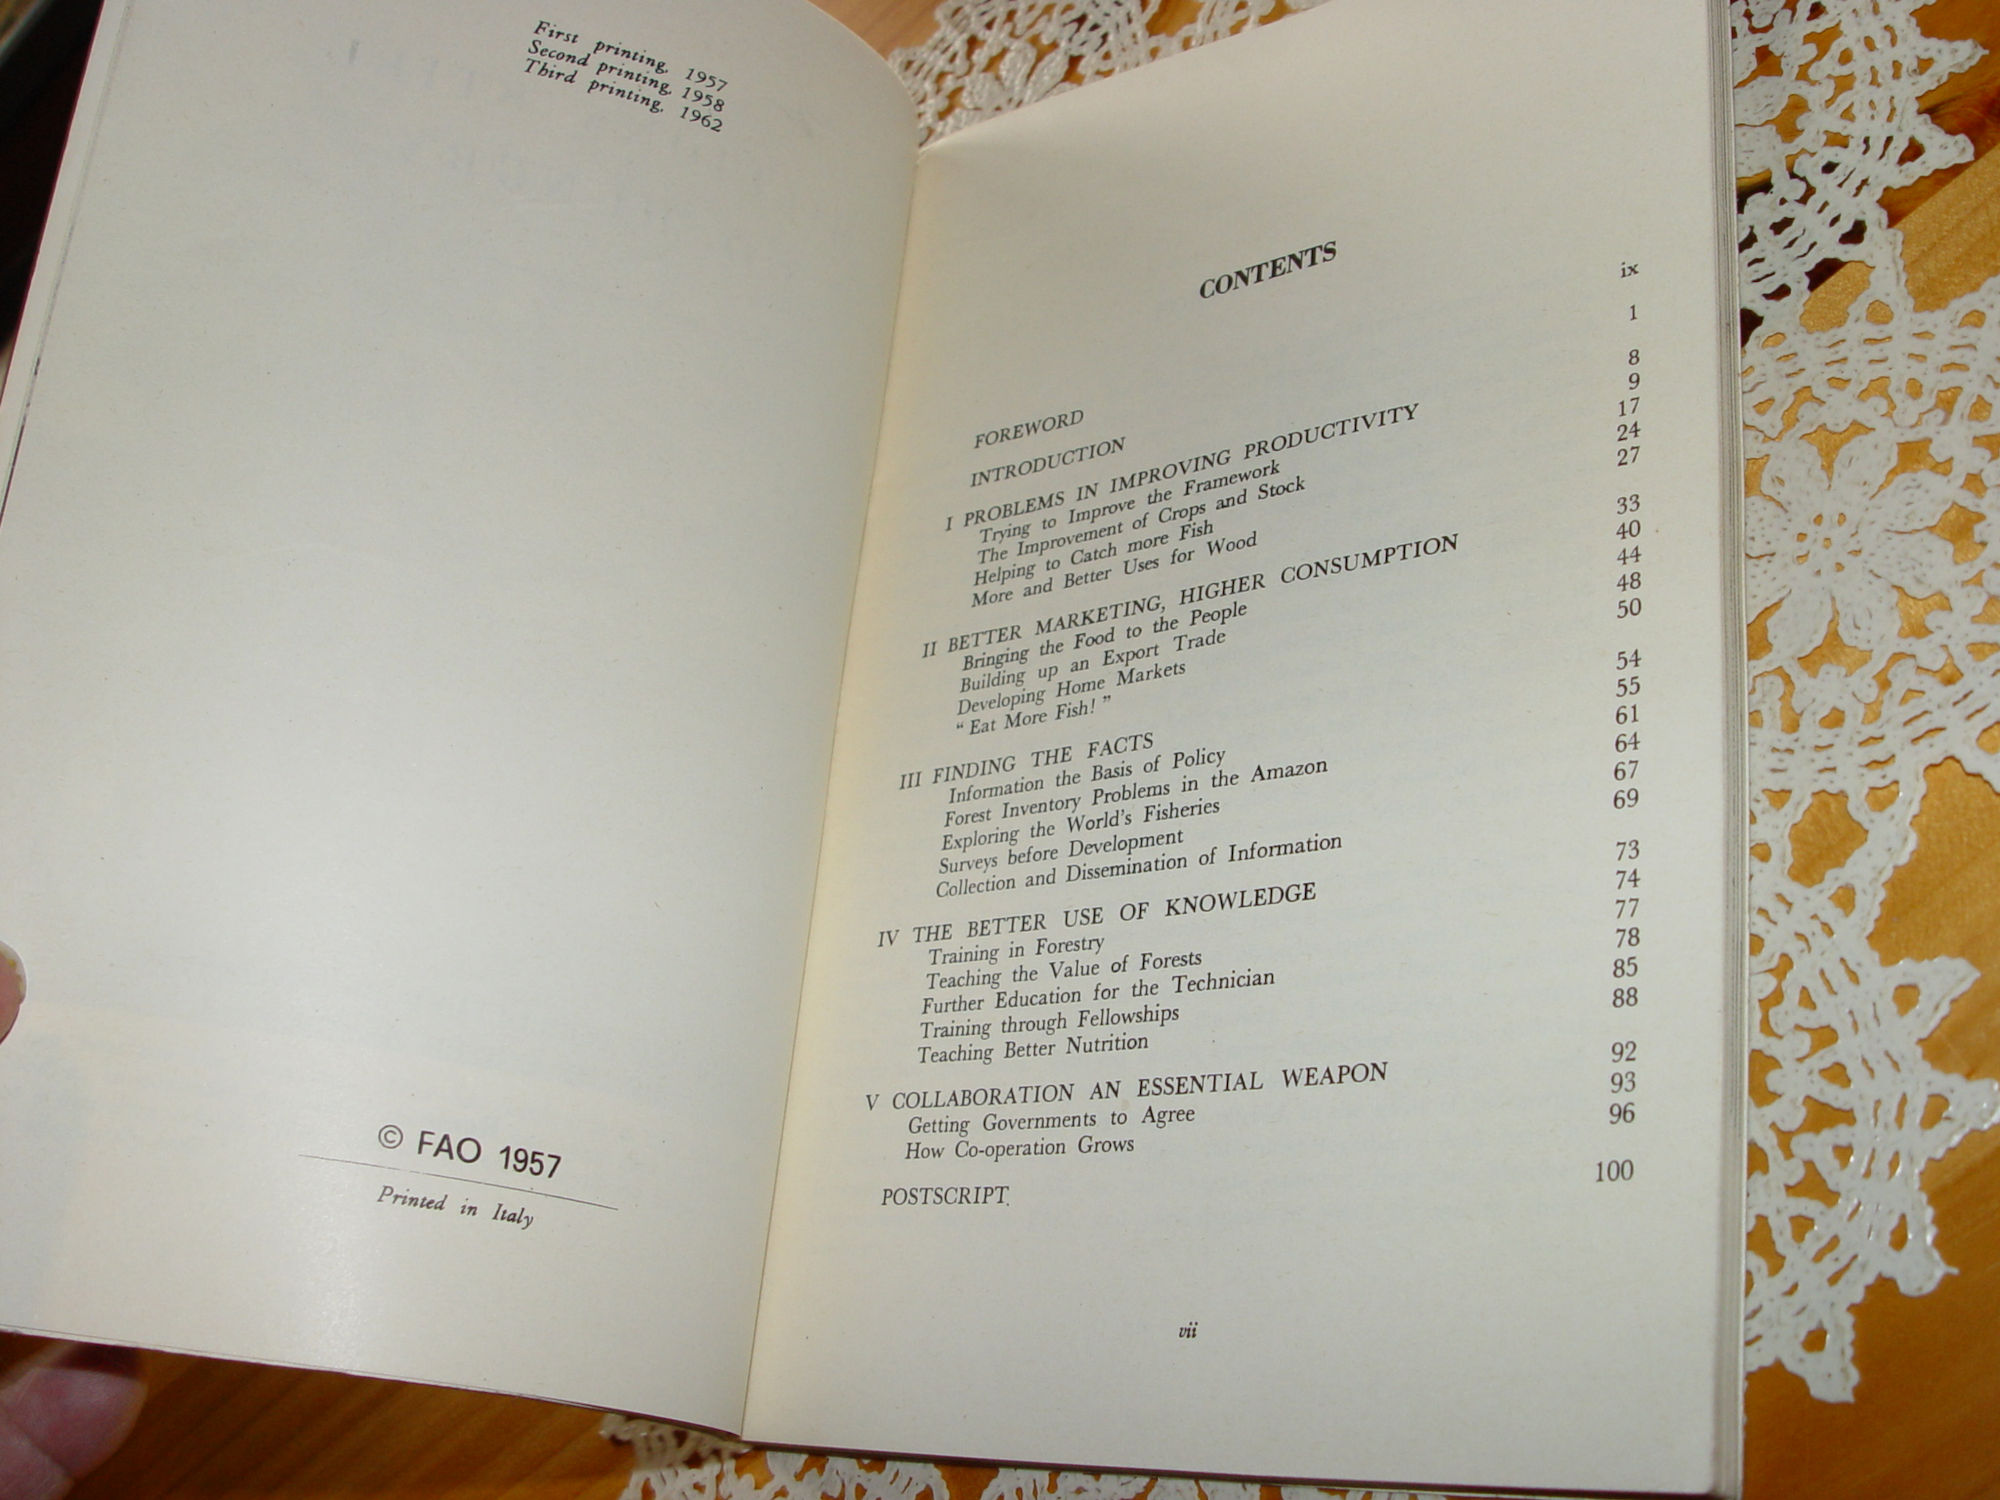 First printing, 1957
Second printing, 1958
Third printing, 1962
© FAO 1957
Printed in Italy
CONTENTS
FOREWORD ix
INTRODUCTION 1
I PROBLEMS IN IMPROVING PRODUCTIVITY 8
Trying to Improve the Framework 9
The Improvement of Crops and Stock 17
Helping to Catch more Fish 24
More and Better Uses for Wood 27
II BETTER MARKETING, HIGHER CONSUMPTION 33
Bringing the Food to the People 40
Building up an Export Trade 44
Developing Home Markets 48
“Eat More Fish!” 50
III FINDING THE FACTS 54
Information the Basis of Policy 55
Forest Inventory Problems in the Amazon 61
Exploring the World's Fisheries 64
Surveys before Development 67
Collection and Dissemination of Information 69
IV THE BETTER USE OF KNOWLEDGE 73
Training in Forestry 74
Teaching the Value of Forests 77
Further Education for the Technician 78
Training through Fellowships 85
Teaching Better Nutrition 88
V COLLABORATION AN ESSENTIAL WEAPON 92
Getting Governments to Agree 93
How Co-operation Grows 96
POSTSCRIPT 100
vii